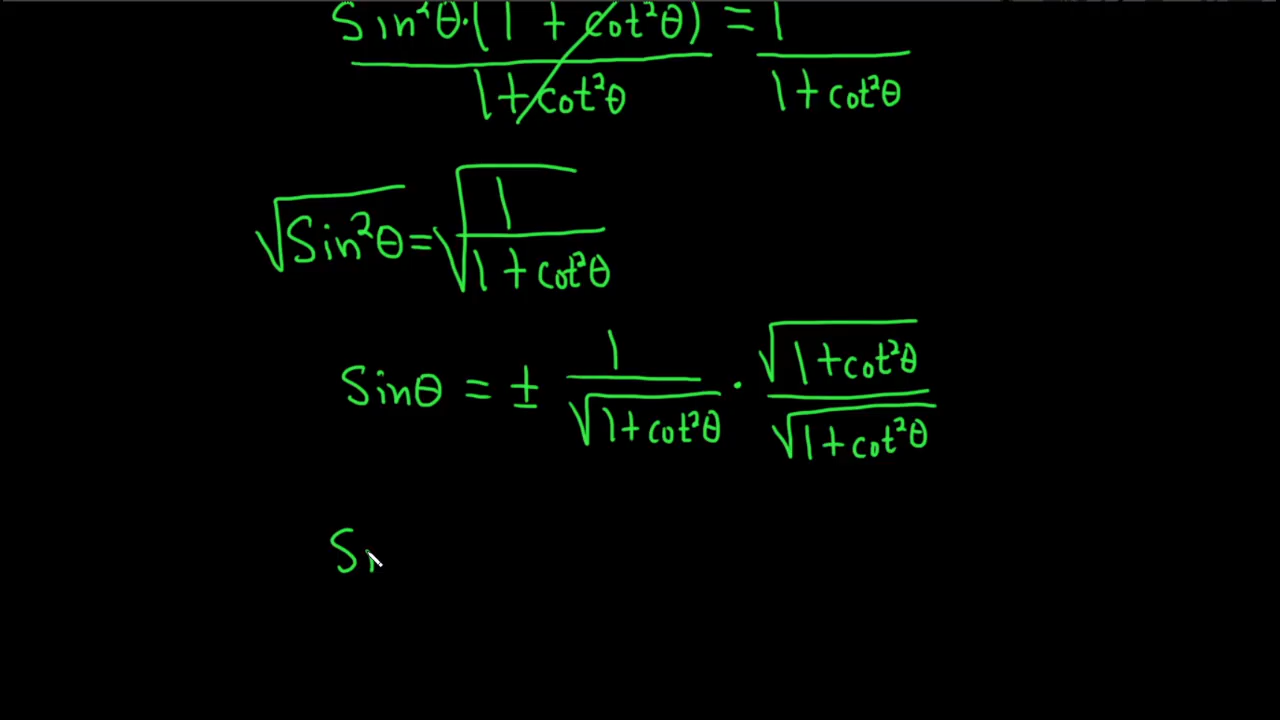 Sin²θ·(1 + cot²θ) / 1 + cot²θ = 1 / 1 + cot²θ
√Sin²θ = √1 / 1 + cot²θ
Sinθ = ± 1 / √1 + cot²θ · √1 + cot²θ / √1 + cot²θ
Si